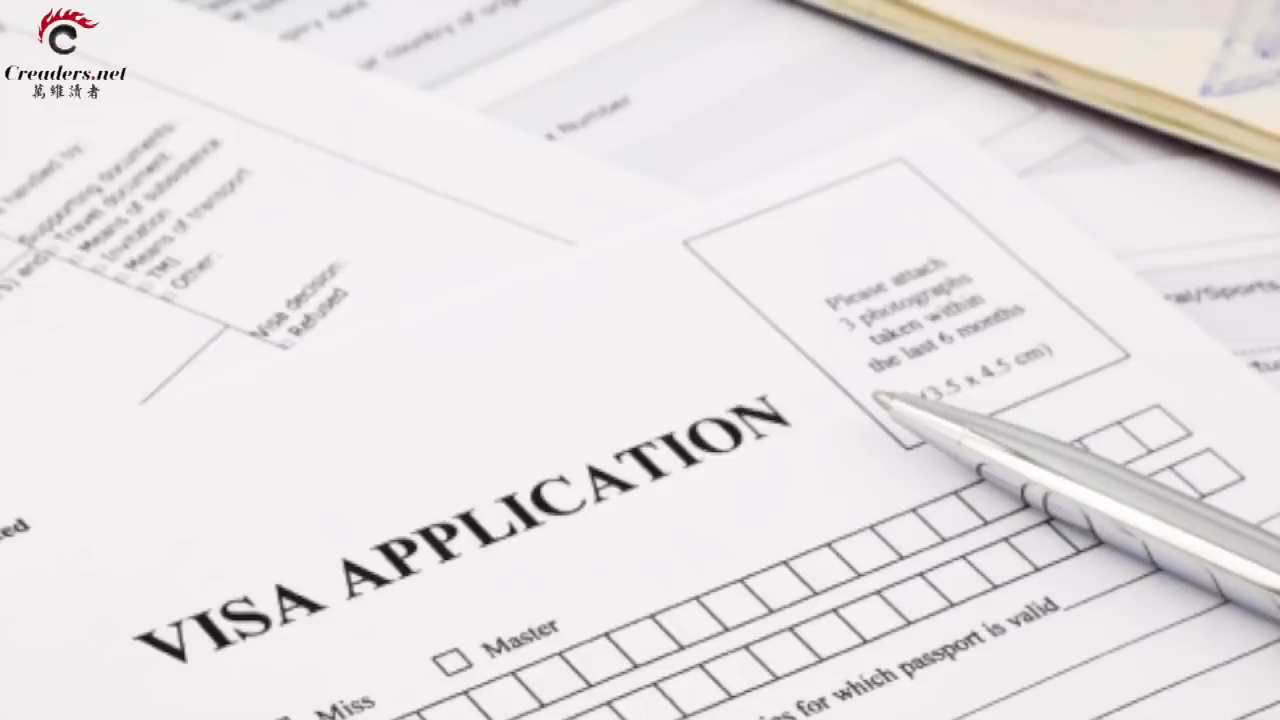 Creaders.net
萬維讀者
Number
Supporting documents:
Travel document
Means of subsistence
Invitation
Means of transport
TMI
Other:
Visa decision:
Refused
Please attach
3 photographs
taken within
the last 6 months
(3.5 x 4.5 cm)
VISA APPLICATION
Master
Miss
for which passport is valid